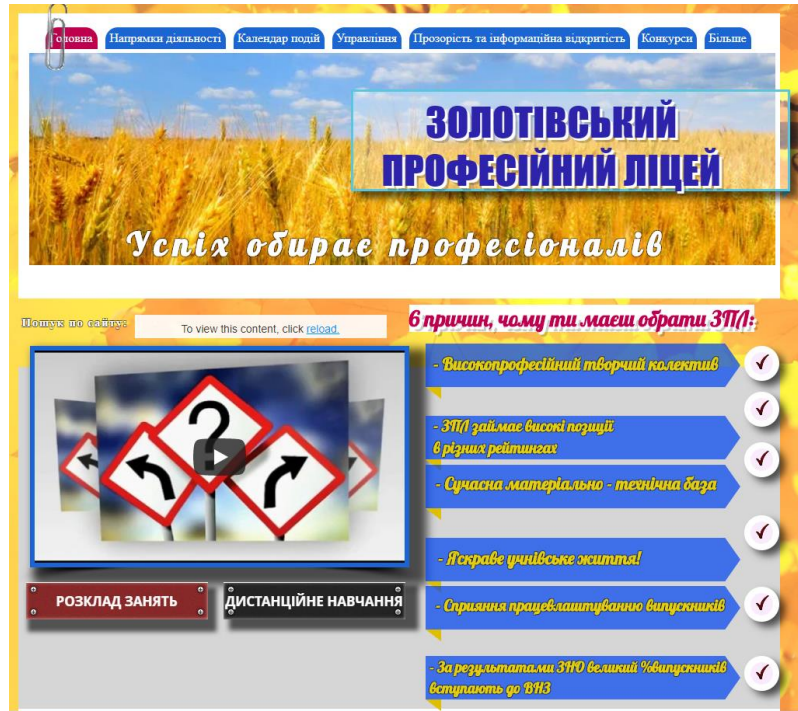 Головна
Напрямки діяльності
Календар подій
Управління
Прозорість та інформаційна відкритість
Конкурси
Більше
ЗОЛОТІВСЬКИЙ
ПРОФЕСІЙНИЙ ЛІЦЕЙ
Успіх обирає професіоналів
Пошук по сайту:
To view this content, click reload.
6 причин, чому ти маєш обрати ЗПЛ:
- Високопрофесійний творчий колектив
- ЗПЛ займає високі позиції
в різних рейтингах
- Сучасна матеріально - технічна база
- Яскраве учнівське життя!
- Сприяння працевлаштуванню випускників
- За результатами ЗНО великий %випускників
вступають до ВНЗ
?
РОЗКЛАД ЗАНЯТЬ
ДИСТАНЦІЙНЕ НАВЧАННЯ